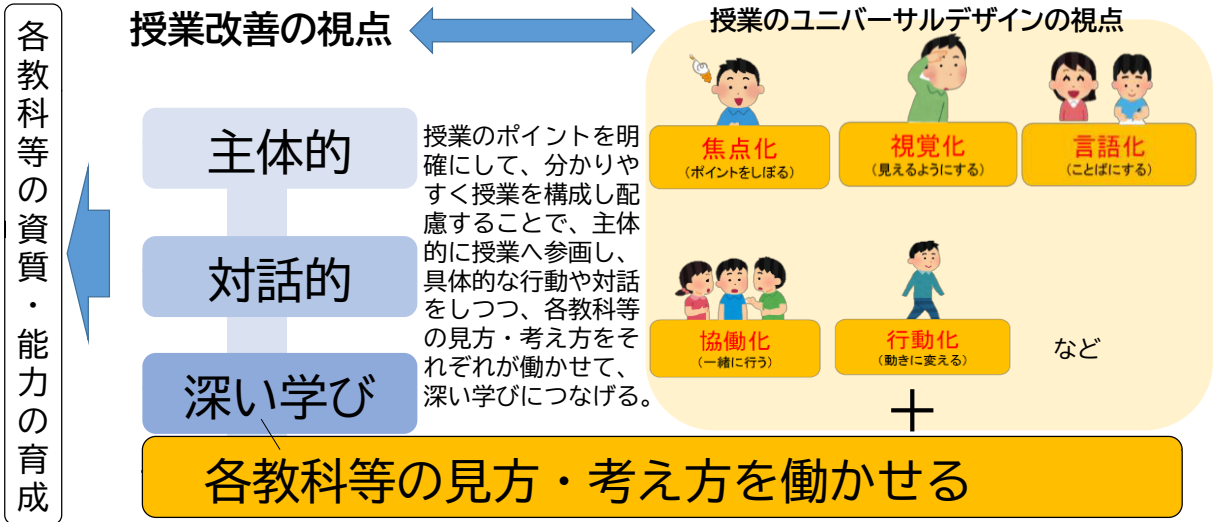 各教科等の資質・能力の育成
授業改善の視点
授業のユニバーサルデザインの視点
主体的
対話的
深い学び
授業のポイントを明
確にして、分かりや
すく授業を構成し配
慮することで、主体
的に授業へ参画し、
具体的な行動や対話
をしつつ、各教科等
の見方・考え方をそ
れぞれが働かせて、
深い学びにつなげる。
焦点化
(ポイントをしぼる)
視覚化
(見えるようにする)
言語化
(ことばにする)
協働化
(一緒に行う)
行動化
(動きに変える)
など
+
各教科等の見方・考え方を働かせる